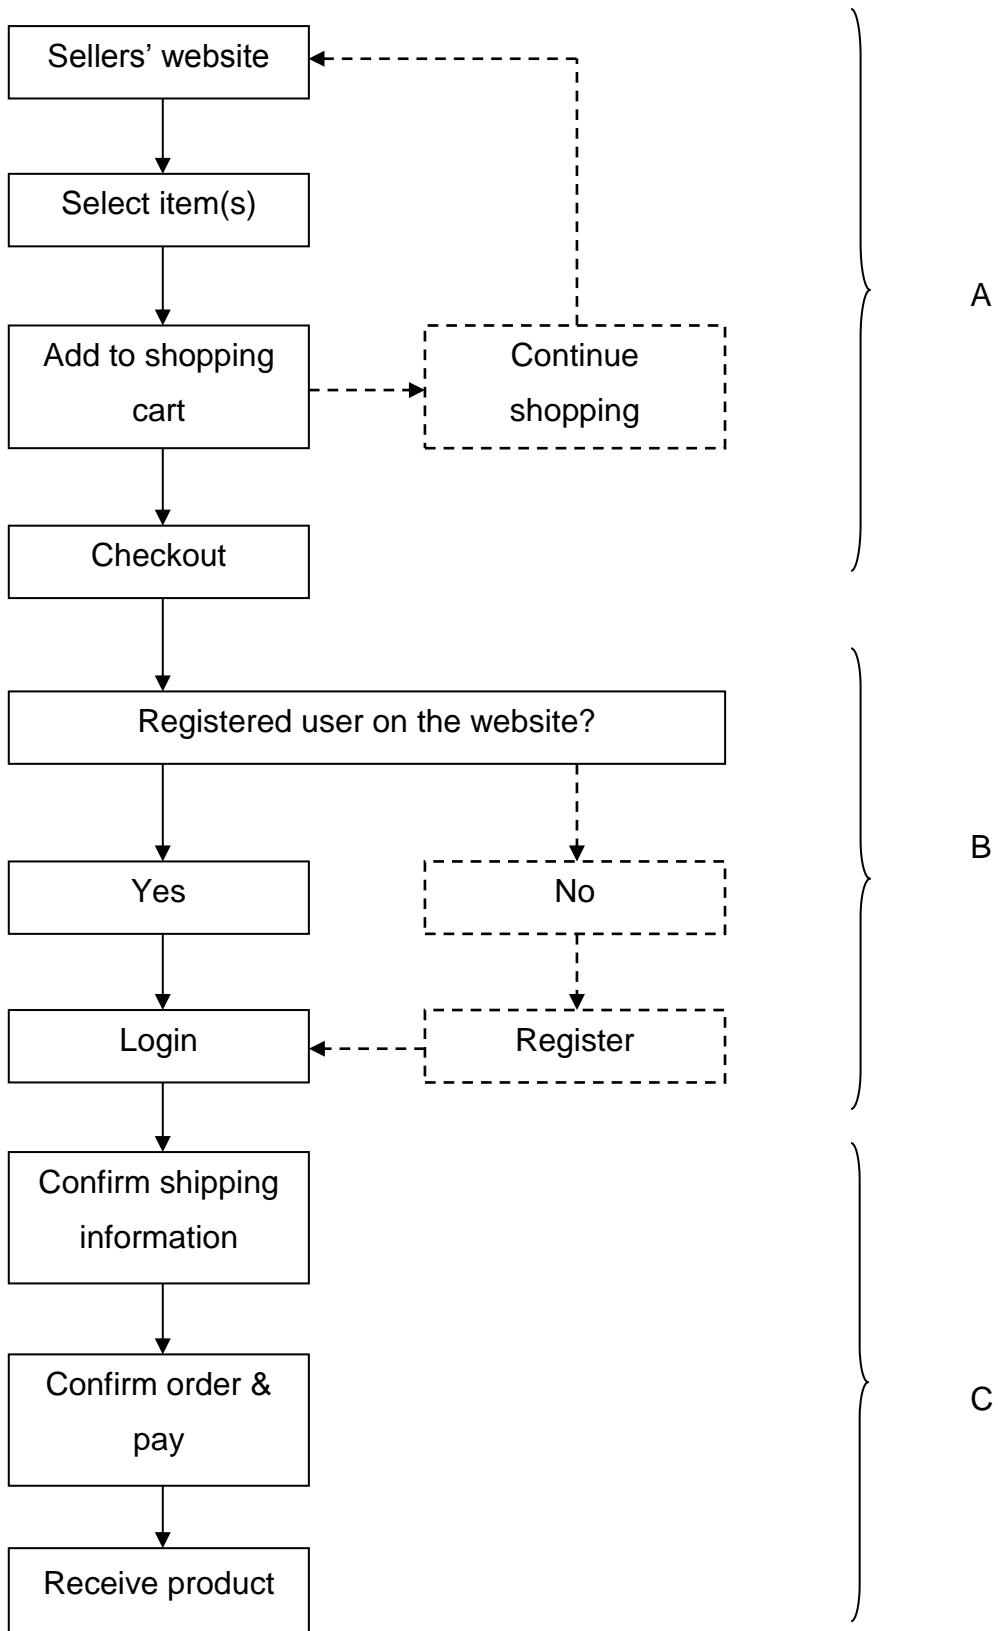 Sellers’ website
Select item(s)
A
Add to shopping
cart
Continue
shopping
Checkout
Registered user on the website?
B
Yes
No
Login
Register
Confirm shipping
information
Confirm order &
pay
C
Receive product